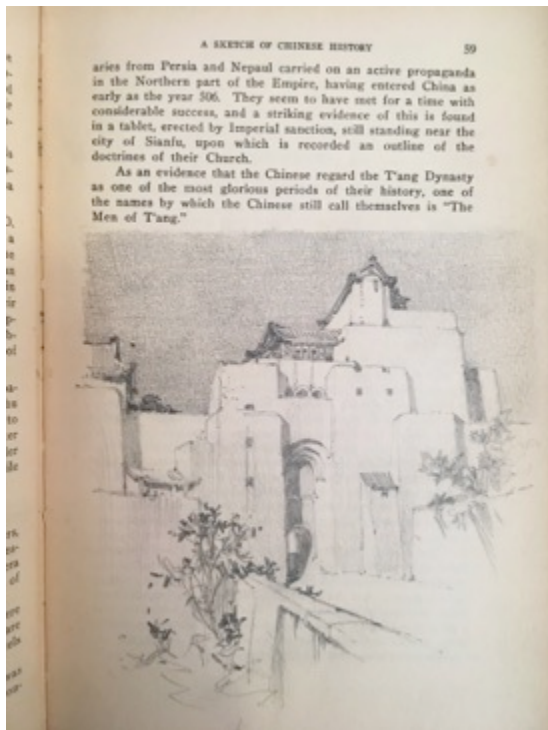 A SKETCH OF CHINESE HISTORY 59
aries from Persia and Nepaul carried on an active propaganda
in the Northern part of the Empire, having entered China as
early as the year 506. They seem to have met for a time with
considerable success, and a striking evidence of this is found
in a tablet, erected by Imperial sanction, still standing near the
city of Sianfu, upon which is recorded an outline of the
doctrines of their Church.
As an evidence that the Chinese regard the T'ang Dynasty
as one of the most glorious periods of their history, one of
the names by which the Chinese still call themselves is "The
Men of T'ang."